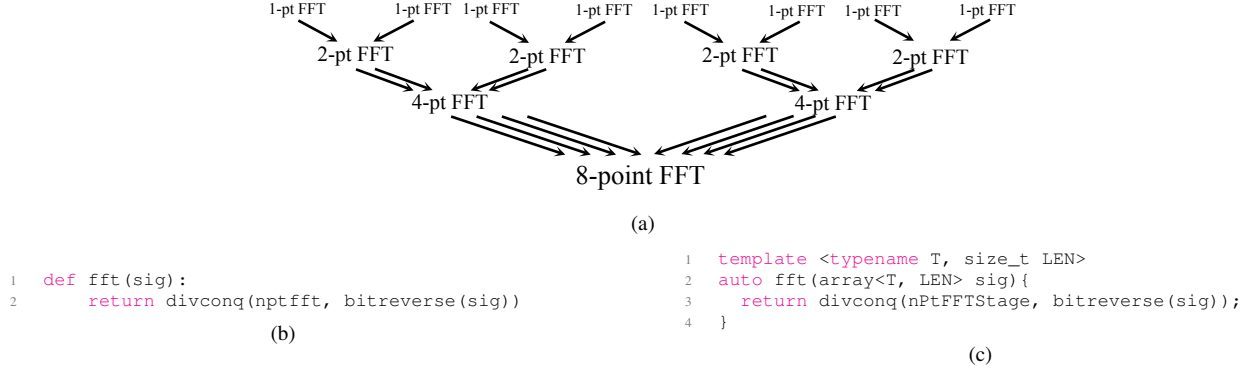 1-pt FFT 1-pt FFT 1-pt FFT 1-pt FFT 1-pt FFT 1-pt FFT 1-pt FFT 1-pt FFT
2-pt FFT 2-pt FFT 2-pt FFT 2-pt FFT
4-pt FFT 4-pt FFT
8-point FFT
(a)
1 def fft(sig):
2 return divconq(nptfft, bitreverse(sig))
(b)
1 template <typename T, size_t LEN>
2 auto fft(array<T, LEN> sig){
3 return divconq(nPtFFTStage, bitreverse(sig));
4 }
(c)